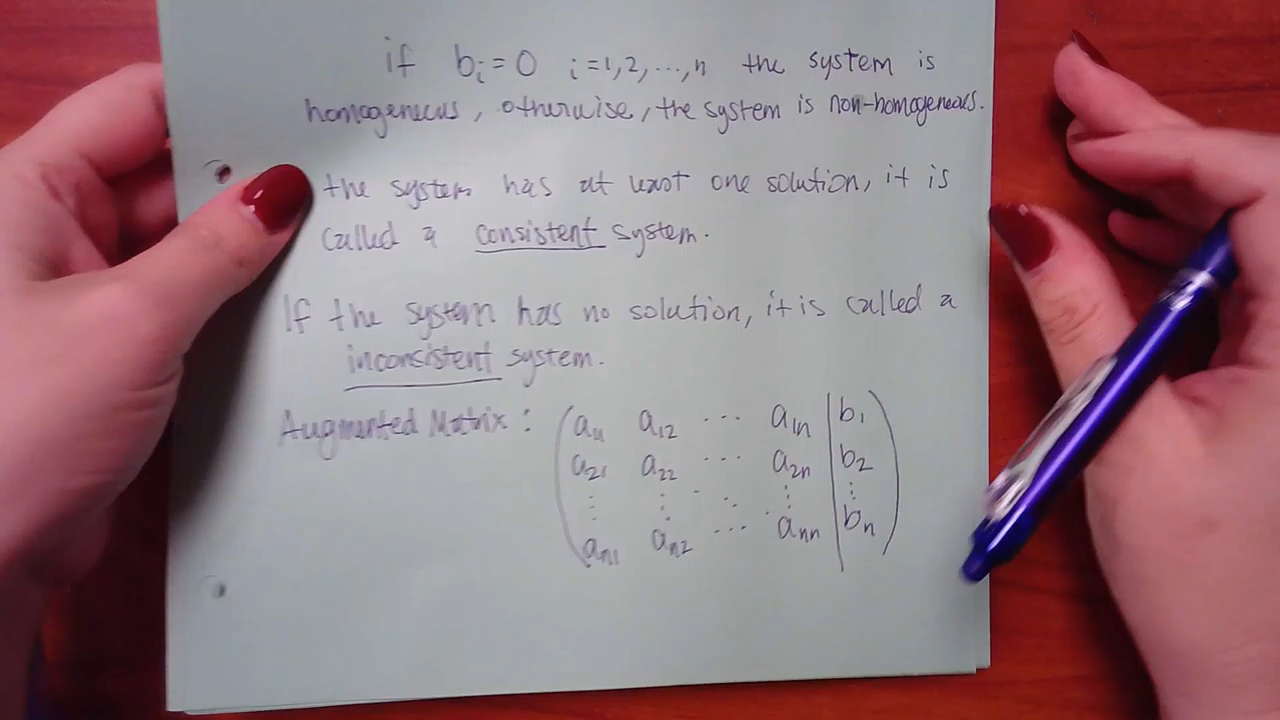 if bᵢ = 0 i = 1, 2, ..., n the system is
homogeneous, otherwise, the system is non-homogeneous.
the system has at least one solution, it is
called a consistent system.
If the system has no solution, it is called a
inconsistent system.
Augmented Matrix : ( a₁₁ a₁₂ ... a₁ₙ | b₁ )
a₂₁ a₂₂ ... a₂ₙ | b₂
⋮ ⋮ ⋱ ⋮ | ⋮
aₙ₁ aₙ₂ ... aₙₙ | bₙ